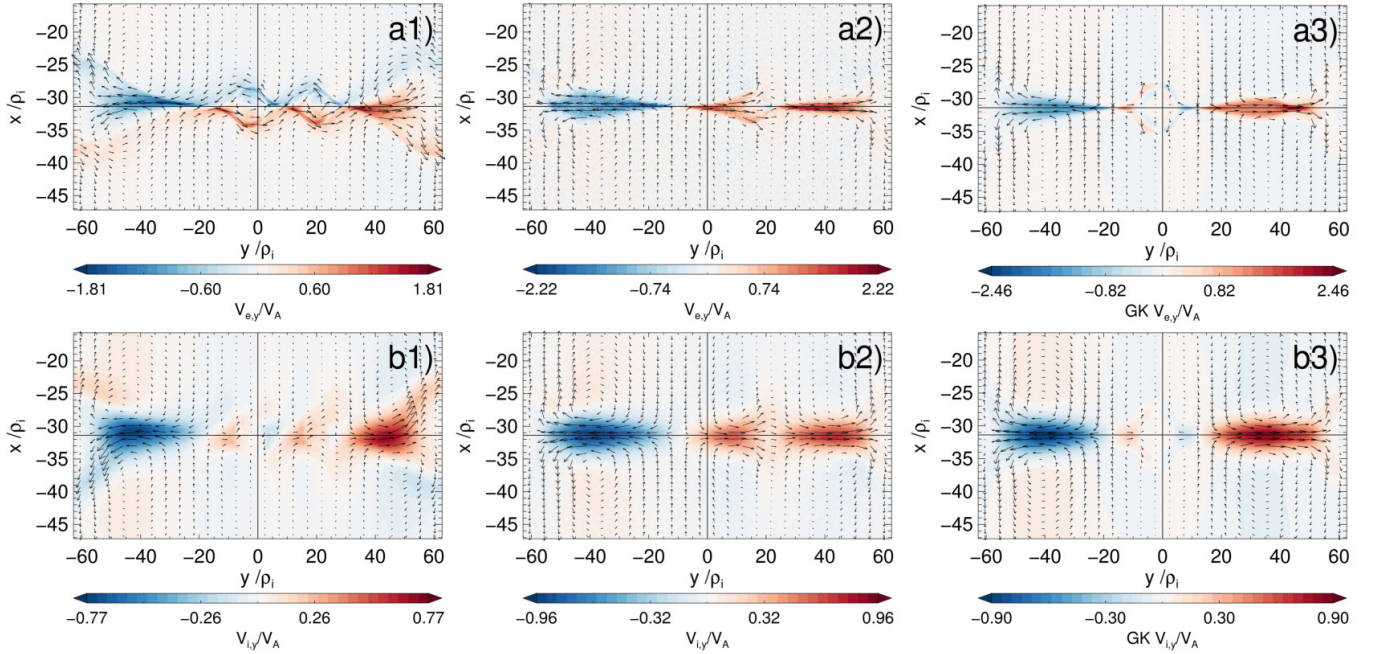 a1)
x /ρi
−20
−25
−30
−35
−40
−45
−60 −40 −20 0 20 40 60
y /ρi
−1.81 −0.60 0.60 1.81
Ve,y/VA
a2)
x /ρi
−20
−25
−30
−35
−40
−45
−60 −40 −20 0 20 40 60
y /ρi
−2.22 −0.74 0.74 2.22
Ve,y/VA
a3)
x /ρi
−20
−25
−30
−35
−40
−45
−60 −40 −20 0 20 40 60
y /ρi
−2.46 −0.82 0.82 2.46
GK Ve,y/VA
b1)
x /ρi
−20
−25
−30
−35
−40
−45
−60 −40 −20 0 20 40 60
y /ρi
−0.77 −0.26 0.26 0.77
Vi,y/VA
b2)
x /ρi
−20
−25
−30
−35
−40
−45
−60 −40 −20 0 20 40 60
y /ρi
−0.96 −0.32 0.32 0.96
Vi,y/VA
b3)
x /ρi
−20
−25
−30
−35
−40
−45
−60 −40 −20 0 20 40 60
y /ρi
−0.90 −0.30 0.30 0.90
GK Vi,y/VA